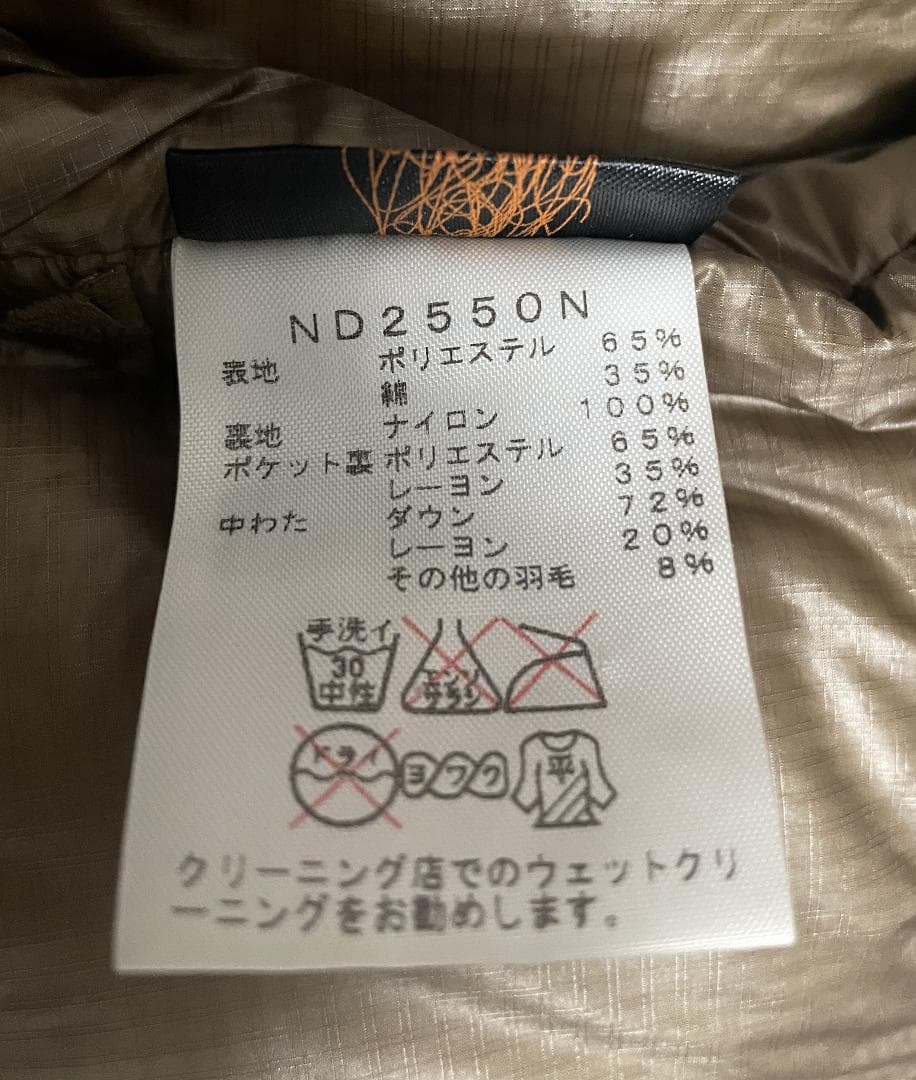 ND2550N
表地 ポリエステル 65%
綿 35%
裏地 ナイロン 100%
ポケット裏 ポリエステル 65%
レーヨン 35%
中わた ダウン 72%
レーヨン 20%
その他の羽毛 8%
手洗イ
30
中性
エンソ
サラシ
ドライ
ヨワク
平
クリーニング店でのウェットクリ
ーニングをお勧めします。